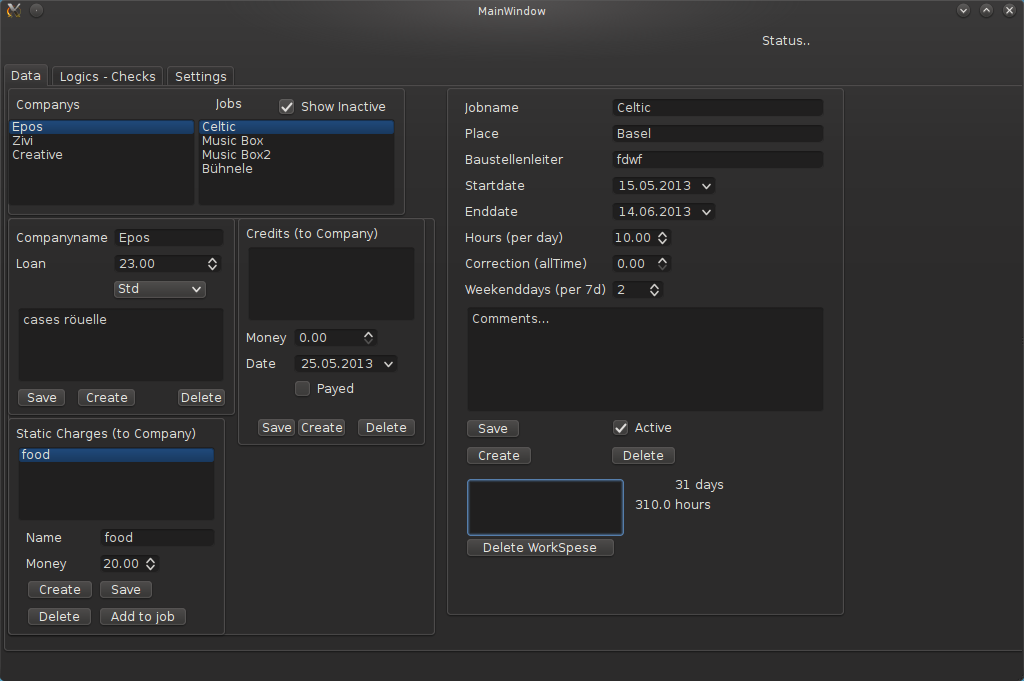 MainWindow
Status..
Data Logics - Checks Settings
Companys Jobs Show Inactive
Epos
Zivi
Creative
Celtic
Music Box
Music Box2
Bühnele
Companyname Epos
Loan 23.00
Std
cases röuelle
Save Create Delete
Credits (to Company)
Money 0.00
Date 25.05.2013
Payed
Save Create Delete
Static Charges (to Company)
food
Name food
Money 20.00
Create Save
Delete Add to job
Jobname Celtic
Place Basel
Baustellenleiter fdwf
Startdate 15.05.2013
Enddate 14.06.2013
Hours (per day) 10.00
Correction (allTime) 0.00
Weekenddays (per 7d) 2
Comments...
Save Active
Create Delete
31 days
310.0 hours
Delete WorkSpese